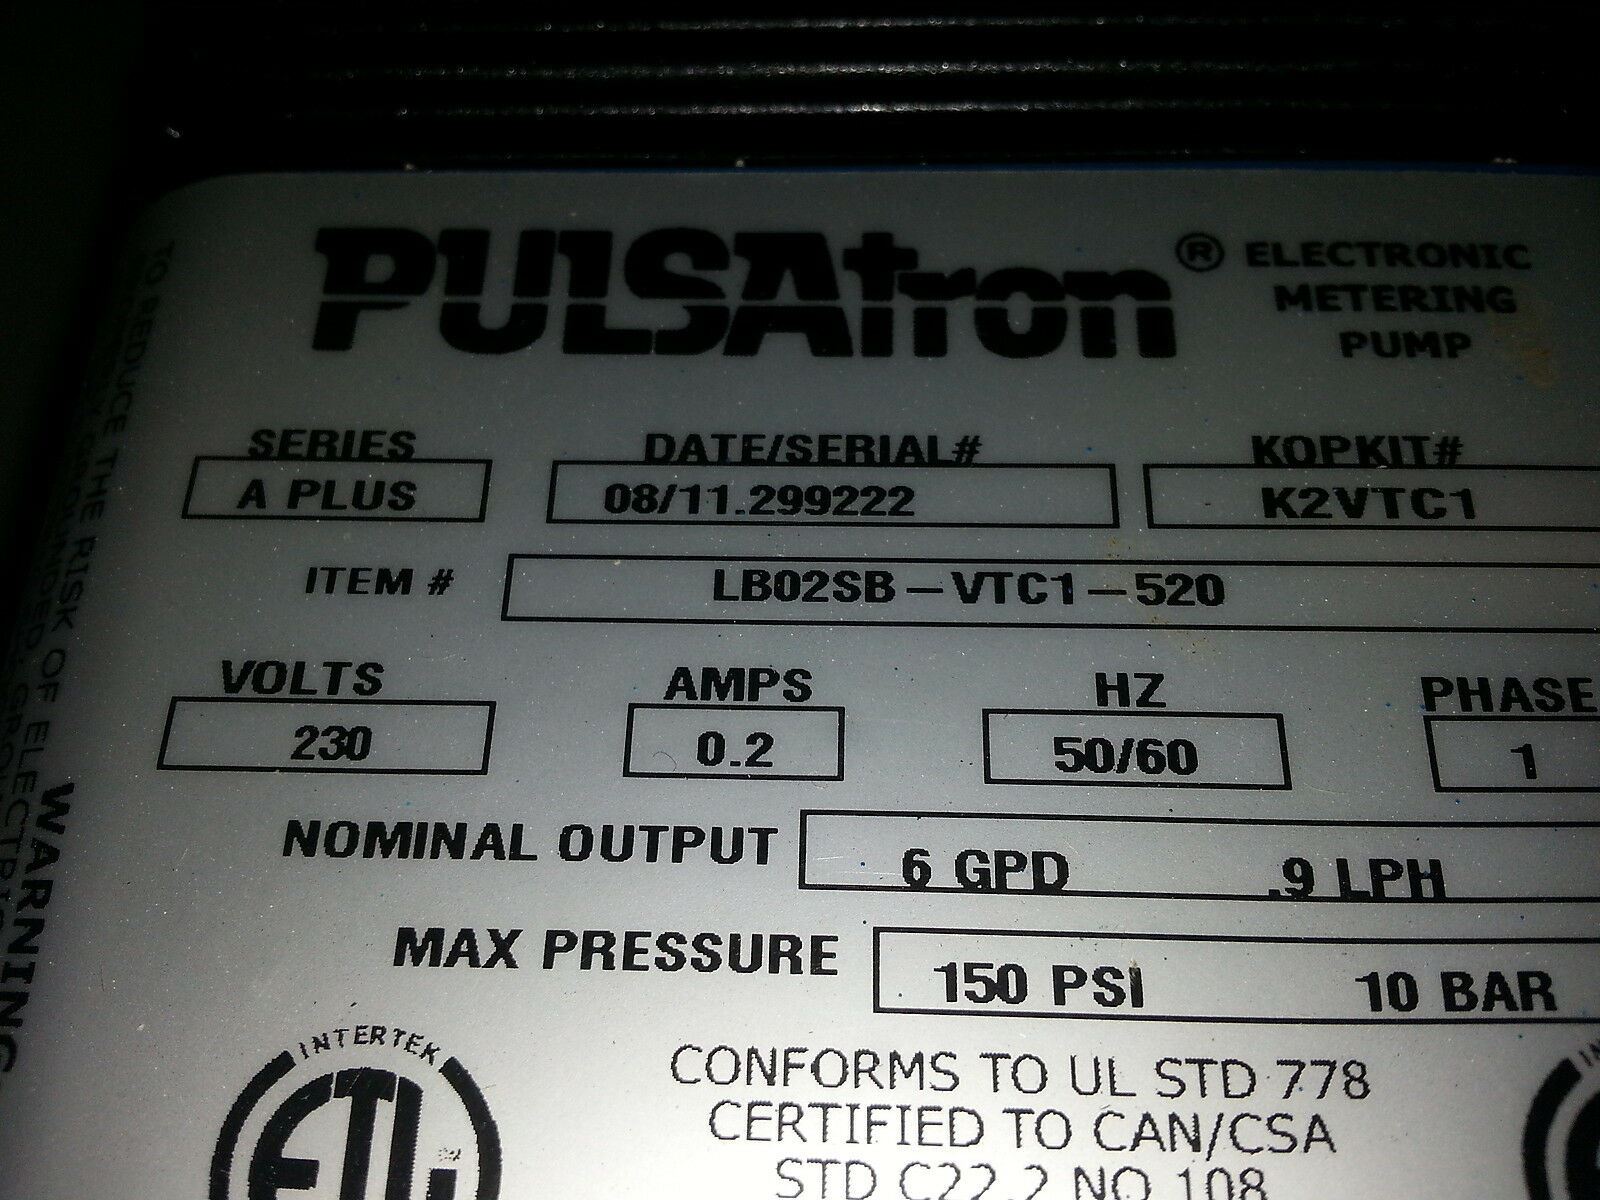 PULSAtron® ELECTRONIC
METERING
PUMP
SERIES DATE/SERIAL# KOPKIT#
A PLUS 08/11.299222 K2VTC1
ITEM # LB02SB-VTC1-520
VOLTS AMPS HZ PHASE
230 0.2 50/60 1
NOMINAL OUTPUT 6 GPD .9 LPH
MAX PRESSURE 150 PSI 10 BAR
INTERTEK
ETL
CONFORMS TO UL STD 778
CERTIFIED TO CAN/CSA
STD C22.2 NO 108
WARNING
TO REDUCE THE RISK OF ELECTRIC